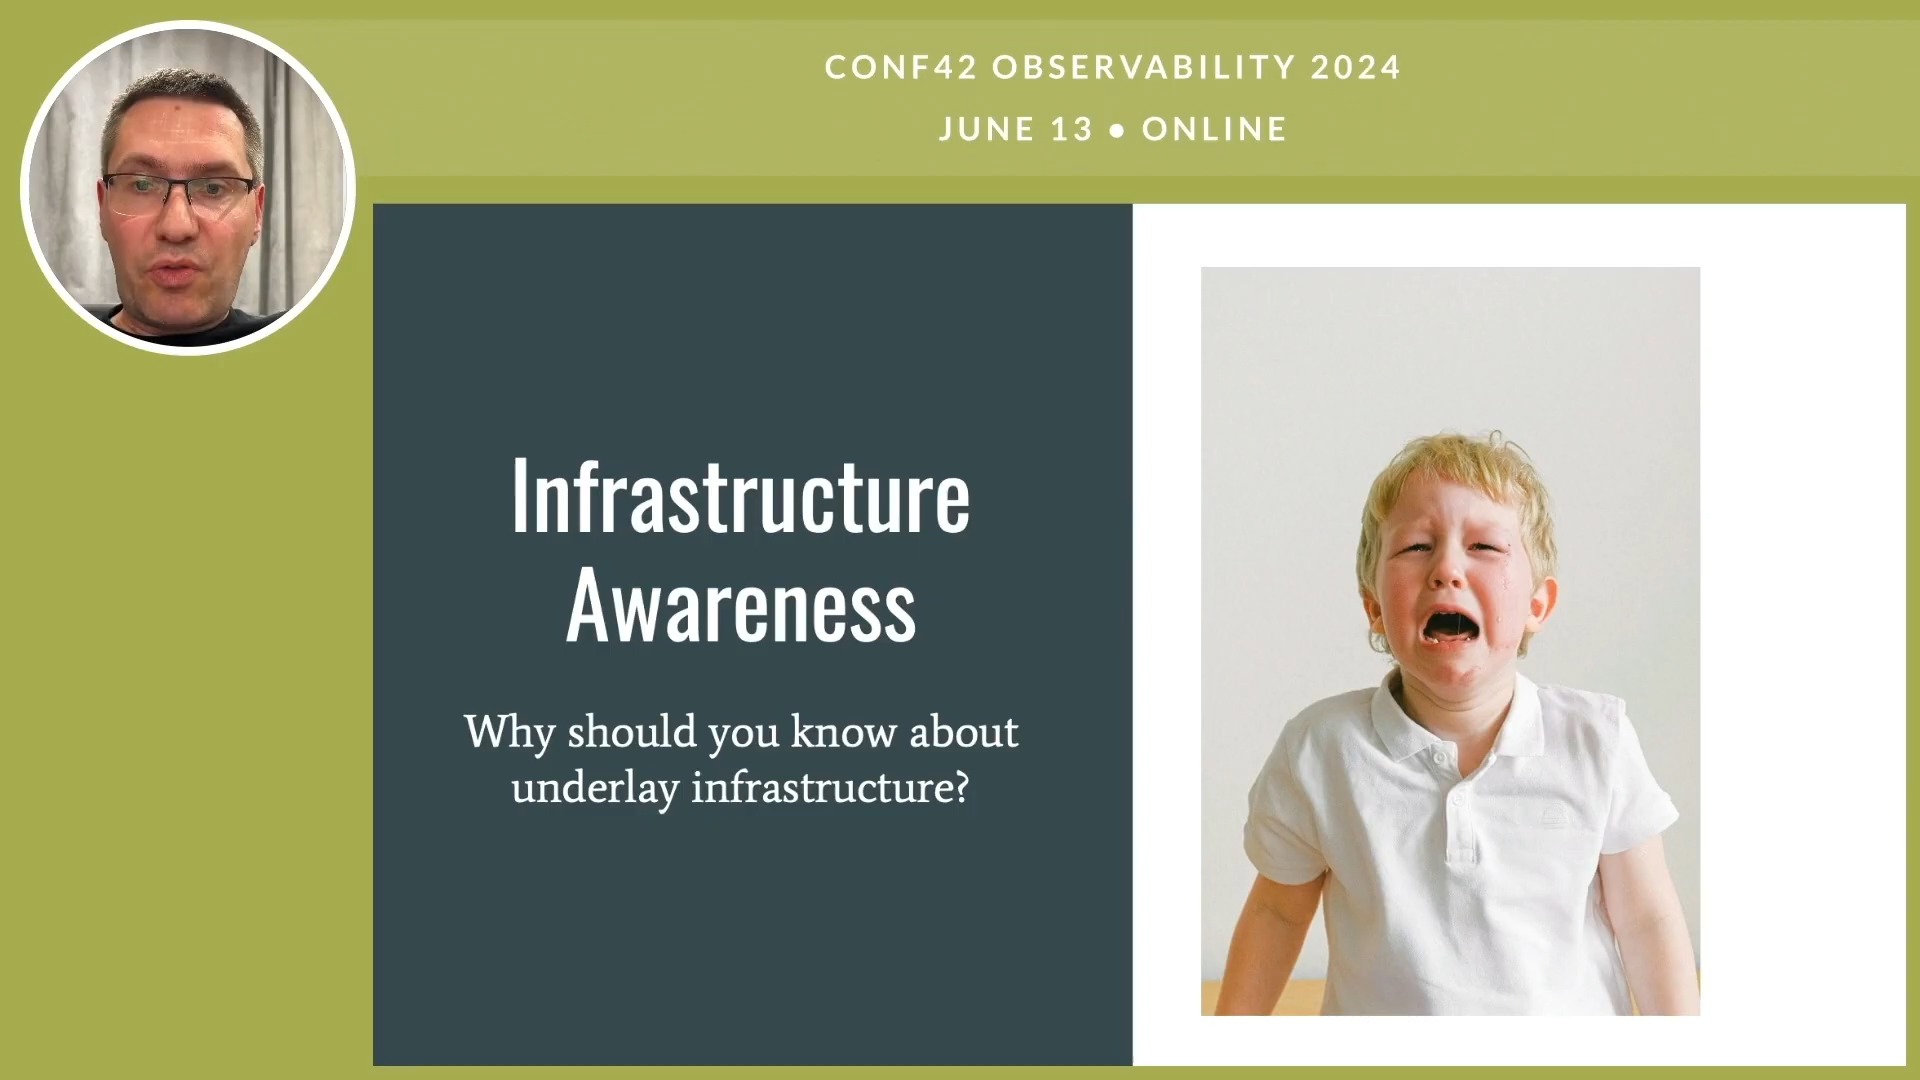 CONF42 OBSERVABILITY 2024
JUNE 13 • ONLINE
Infrastructure
Awareness
Why should you know about
underlay infrastructure?